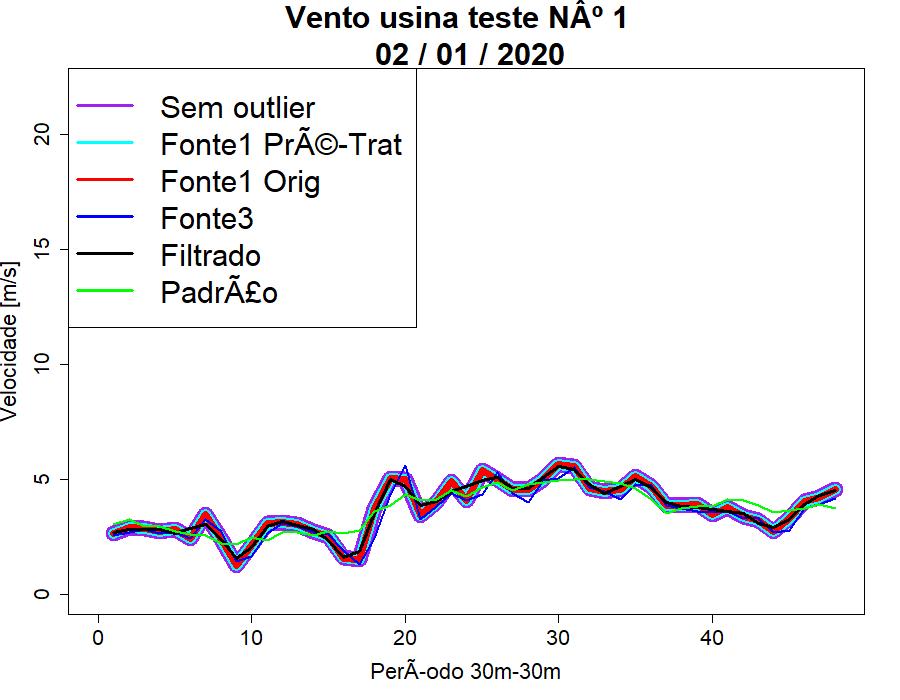 Vento usina teste NÂº 1
02 / 01 / 2020
Sem outlier
Fonte1 PrÃ©-Trat
Fonte1 Orig
Fonte3
Filtrado
PadrÃ£o
Velocidade [m/s]
20
15
10
5
0
0 10 20 30 40
PerÃ-odo 30m-30m